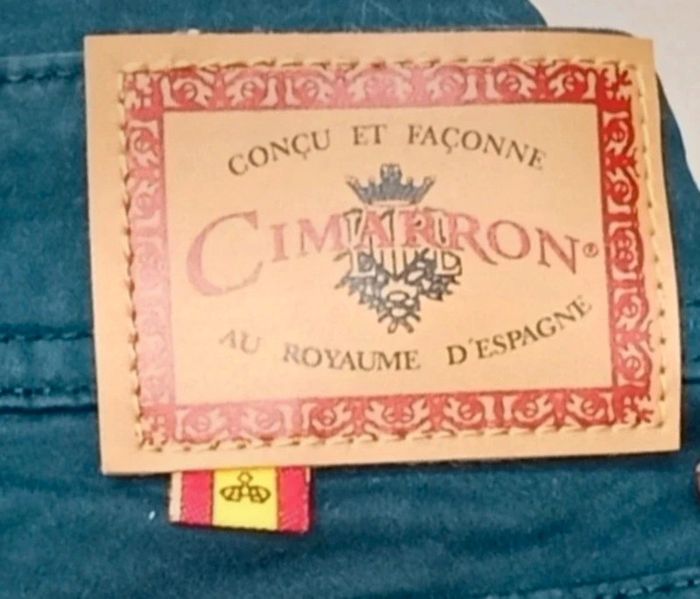 CONÇU ET FAÇONNE
CIMARRON®
AU ROYAUME D'ESPAGNE